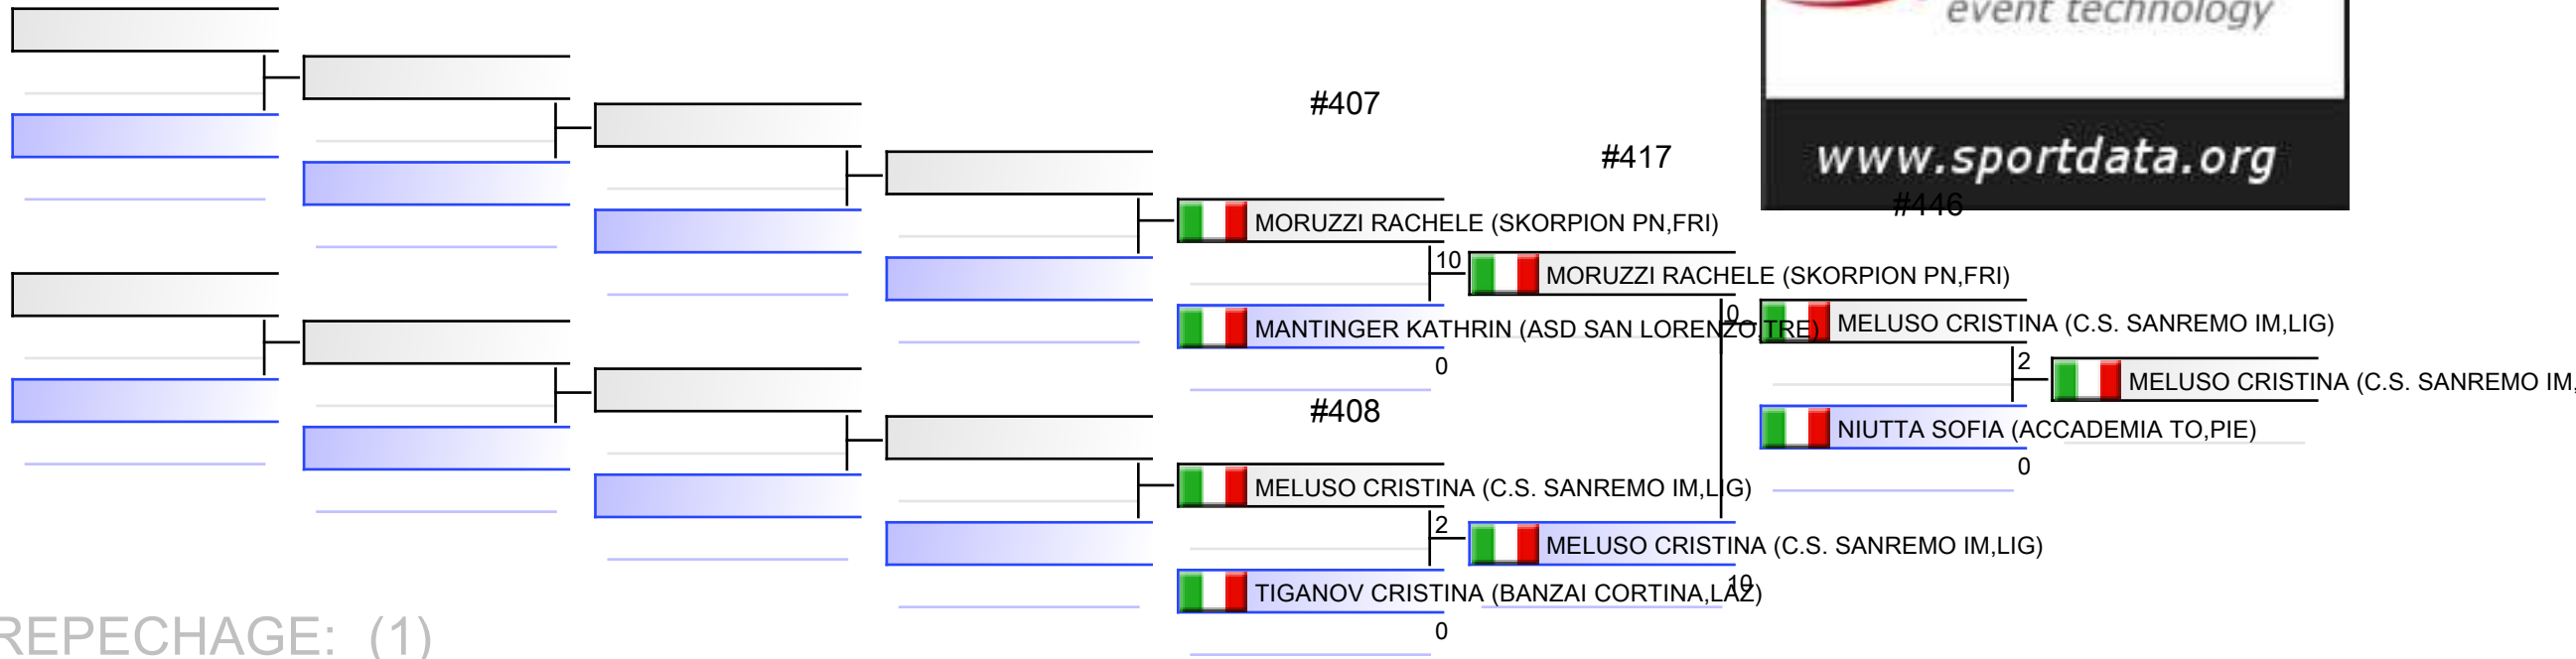 event technology
#407
#417
www.sportdata.org
#446
MORUZZI RACHELE (SKORPION PN,FRI)
10
MORUZZI RACHELE (SKORPION PN,FRI)
MANTINGER KATHRIN (ASD SAN LORENZO,TRE)
0
0
MELUSO CRISTINA (C.S. SANREMO IM,LIG)
2
MELUSO CRISTINA (C.S. SANREMO IM,
#408
NIUTTA SOFIA (ACCADEMIA TO,PIE)
0
MELUSO CRISTINA (C.S. SANREMO IM,LIG)
2
MELUSO CRISTINA (C.S. SANREMO IM,LIG)
10
TIGANOV CRISTINA (BANZAI CORTINA,LAZ)
0
REPECHAGE: (1)